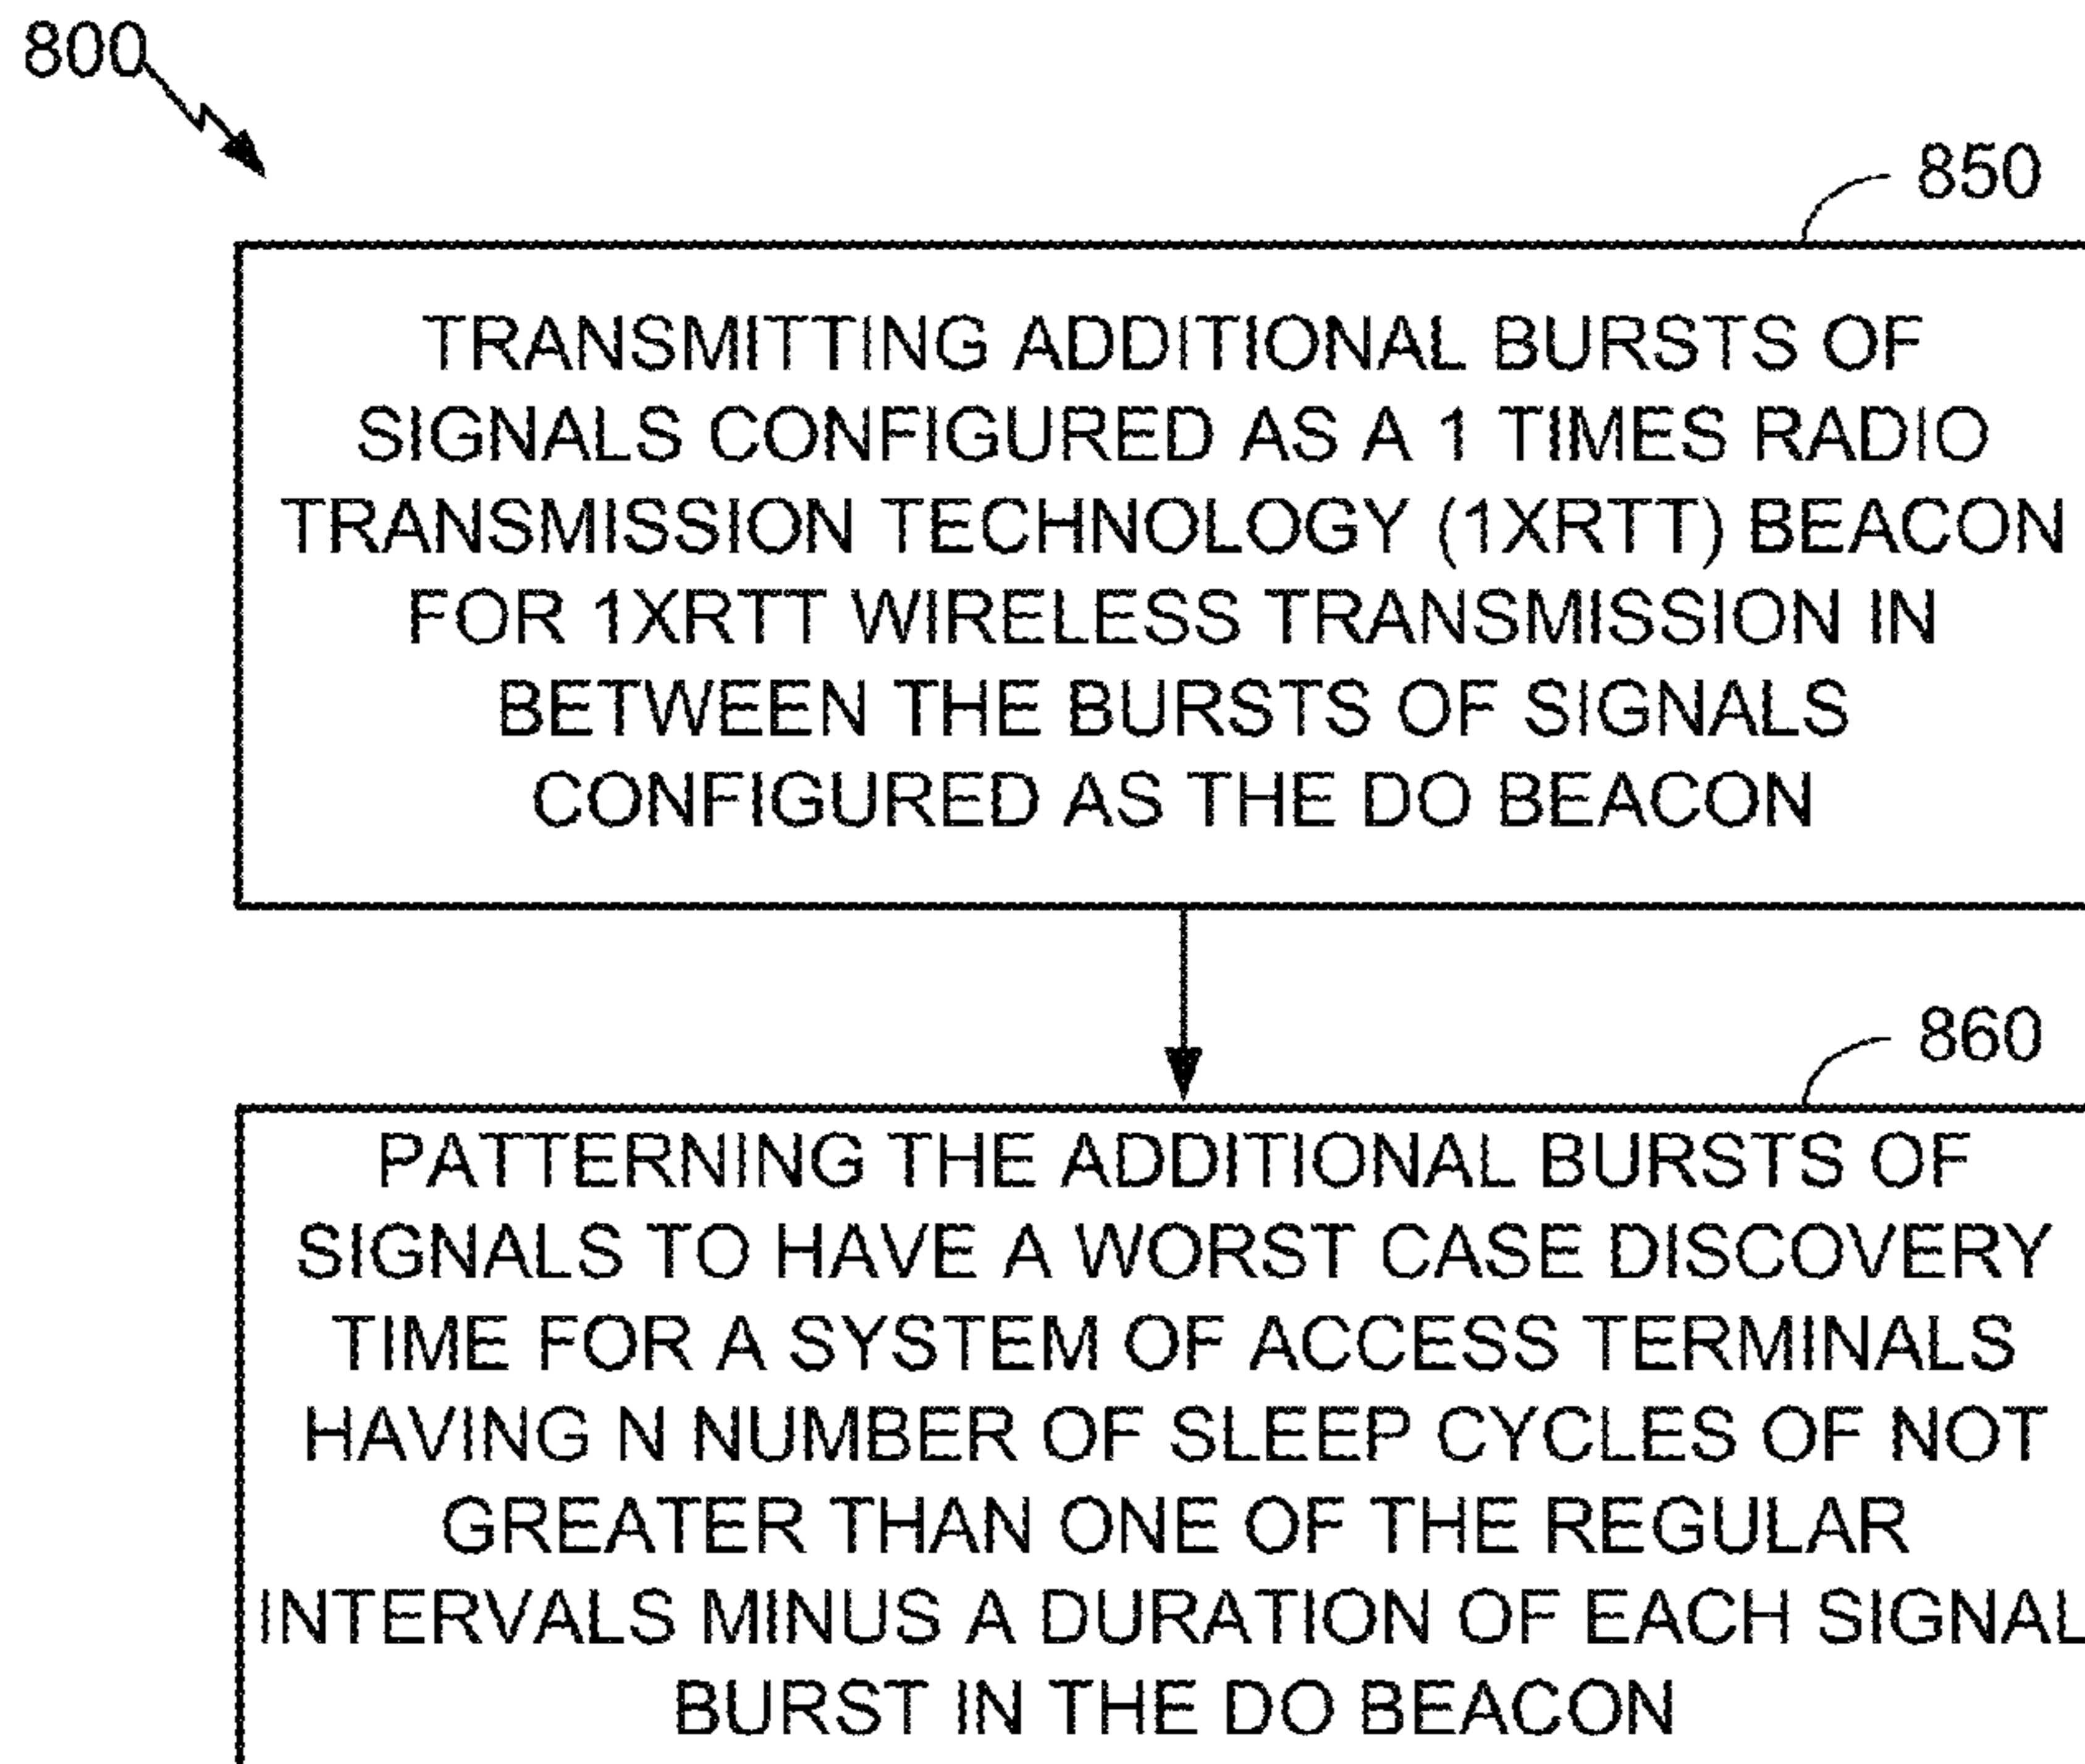 800
850
TRANSMITTING ADDITIONAL BURSTS OF
SIGNALS CONFIGURED AS A 1 TIMES RADIO
TRANSMISSION TECHNOLOGY (1XRTT) BEACON
FOR 1XRTT WIRELESS TRANSMISSION IN
BETWEEN THE BURSTS OF SIGNALS
CONFIGURED AS THE DO BEACON
860
PATTERNING THE ADDITIONAL BURSTS OF
SIGNALS TO HAVE A WORST CASE DISCOVERY
TIME FOR A SYSTEM OF ACCESS TERMINALS
HAVING N NUMBER OF SLEEP CYCLES OF NOT
GREATER THAN ONE OF THE REGULAR
INTERVALS MINUS A DURATION OF EACH SIGNAL
BURST IN THE DO BEACON